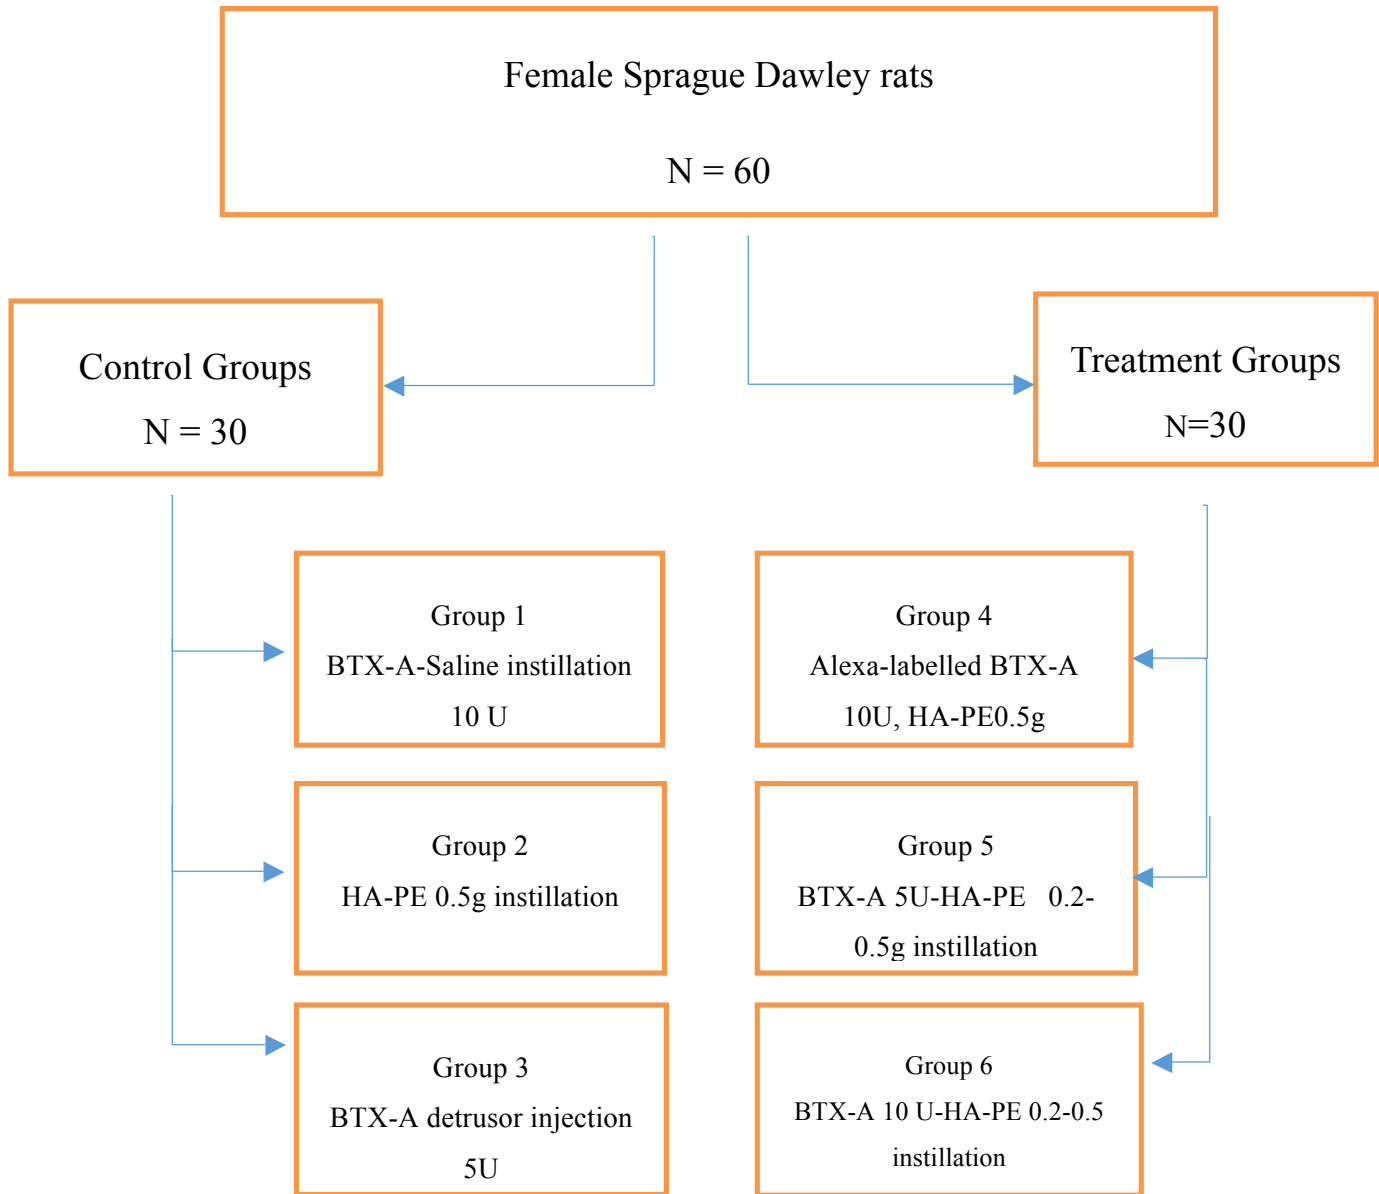 Female Sprague Dawley rats
N = 60
Control Groups
N = 30
Treatment Groups
N=30
Group 1
BTX-A-Saline instillation
10 U
Group 4
Alexa-labelled BTX-A
10U, HA-PE0.5g
Group 2
HA-PE 0.5g instillation
Group 5
BTX-A 5U-HA-PE 0.2-
0.5g instillation
Group 3
BTX-A detrusor injection
5U
Group 6
BTX-A 10 U-HA-PE 0.2-0.5
instillation